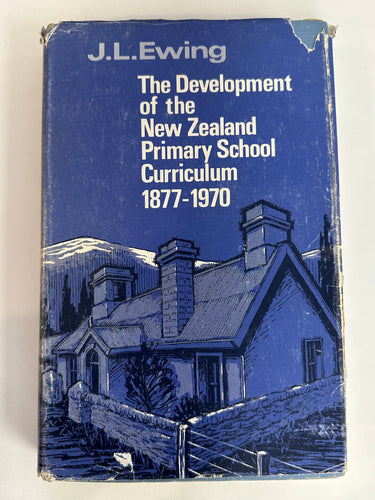 J.L.Ewing
The Development
of the
New Zealand
Primary School
Curriculum
1877-1970